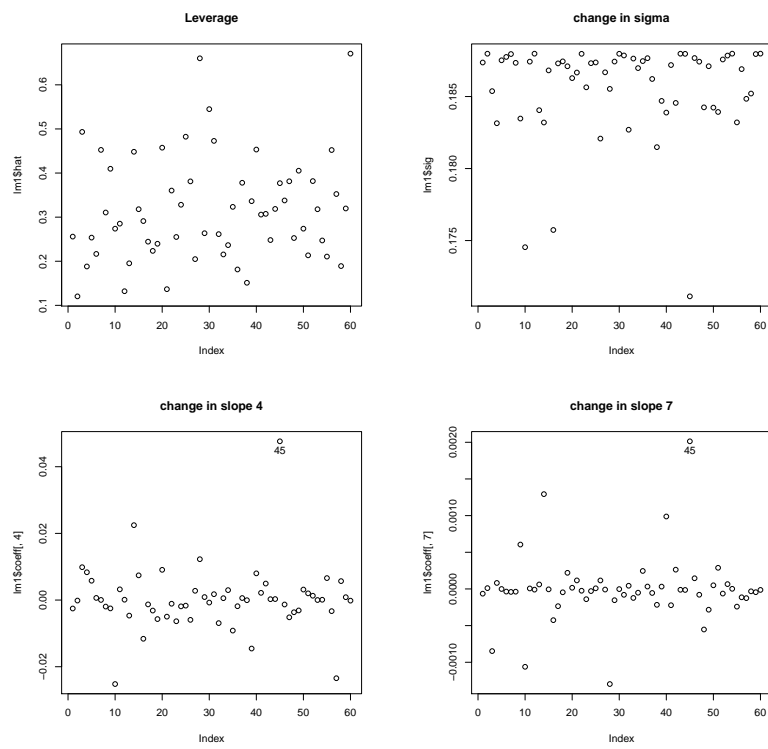 Leverage
lm1$hat
0.1 0.2 0.3 0.4 0.5 0.6
0 10 20 30 40 50 60
Index
change in sigma
lm1$sig
0.175 0.180 0.185
0 10 20 30 40 50 60
Index
change in slope 4
lm1$coeff[, 4]
−0.02 0.00 0.02 0.04
45
0 10 20 30 40 50 60
Index
change in slope 7
lm1$coeff[, 7]
−0.0010 0.0000 0.0010 0.0020
45
0 10 20 30 40 50 60
Index